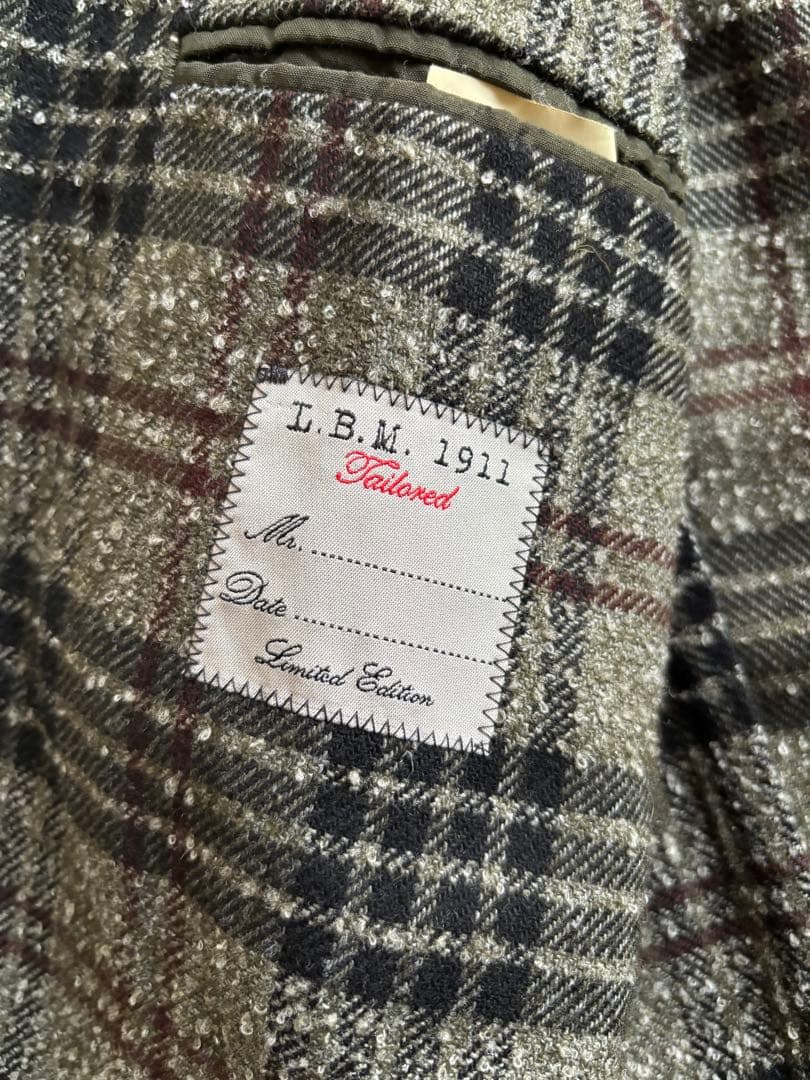 L.B.M. 1911
Tailored
Mr. ........................
Date ........................
Limited Edition